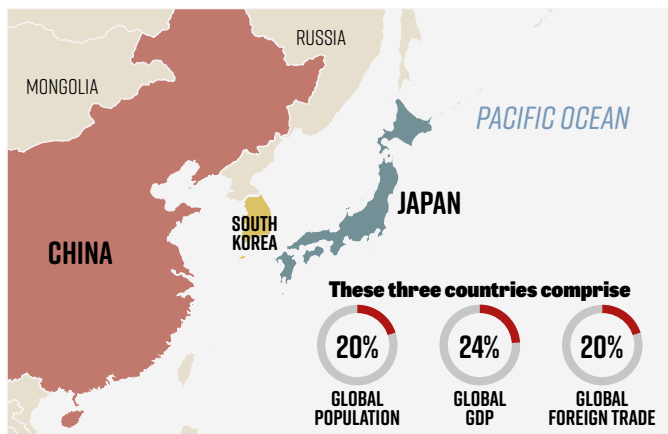 RUSSIA
MONGOLIA
PACIFIC OCEAN
JAPAN
SOUTH
KOREA
CHINA
These three countries comprise
20%
GLOBAL
POPULATION
24%
GLOBAL
GDP
20%
GLOBAL
FOREIGN TRADE